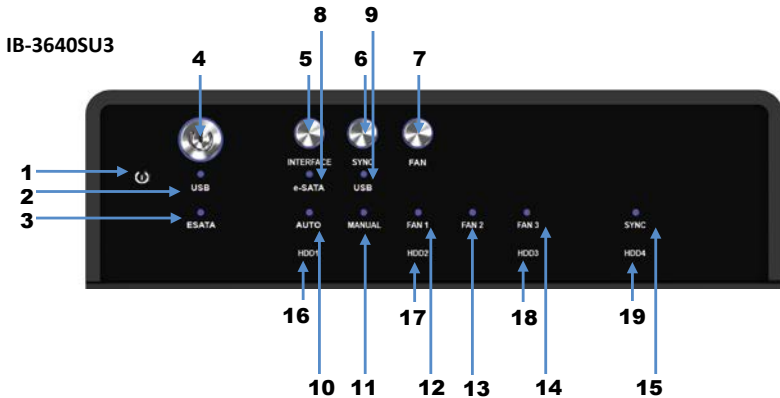 8 9
IB-3640SU3
4 5 6 7
INTERFACE SYNC FAN
1
2 USB e-SATA USB
3 ESATA AUTO MANUAL FAN 1 FAN 2 FAN 3 SYNC
HDD1 HDD2 HDD3 HDD4
16 17 18 19
10 11 12 13 14 15